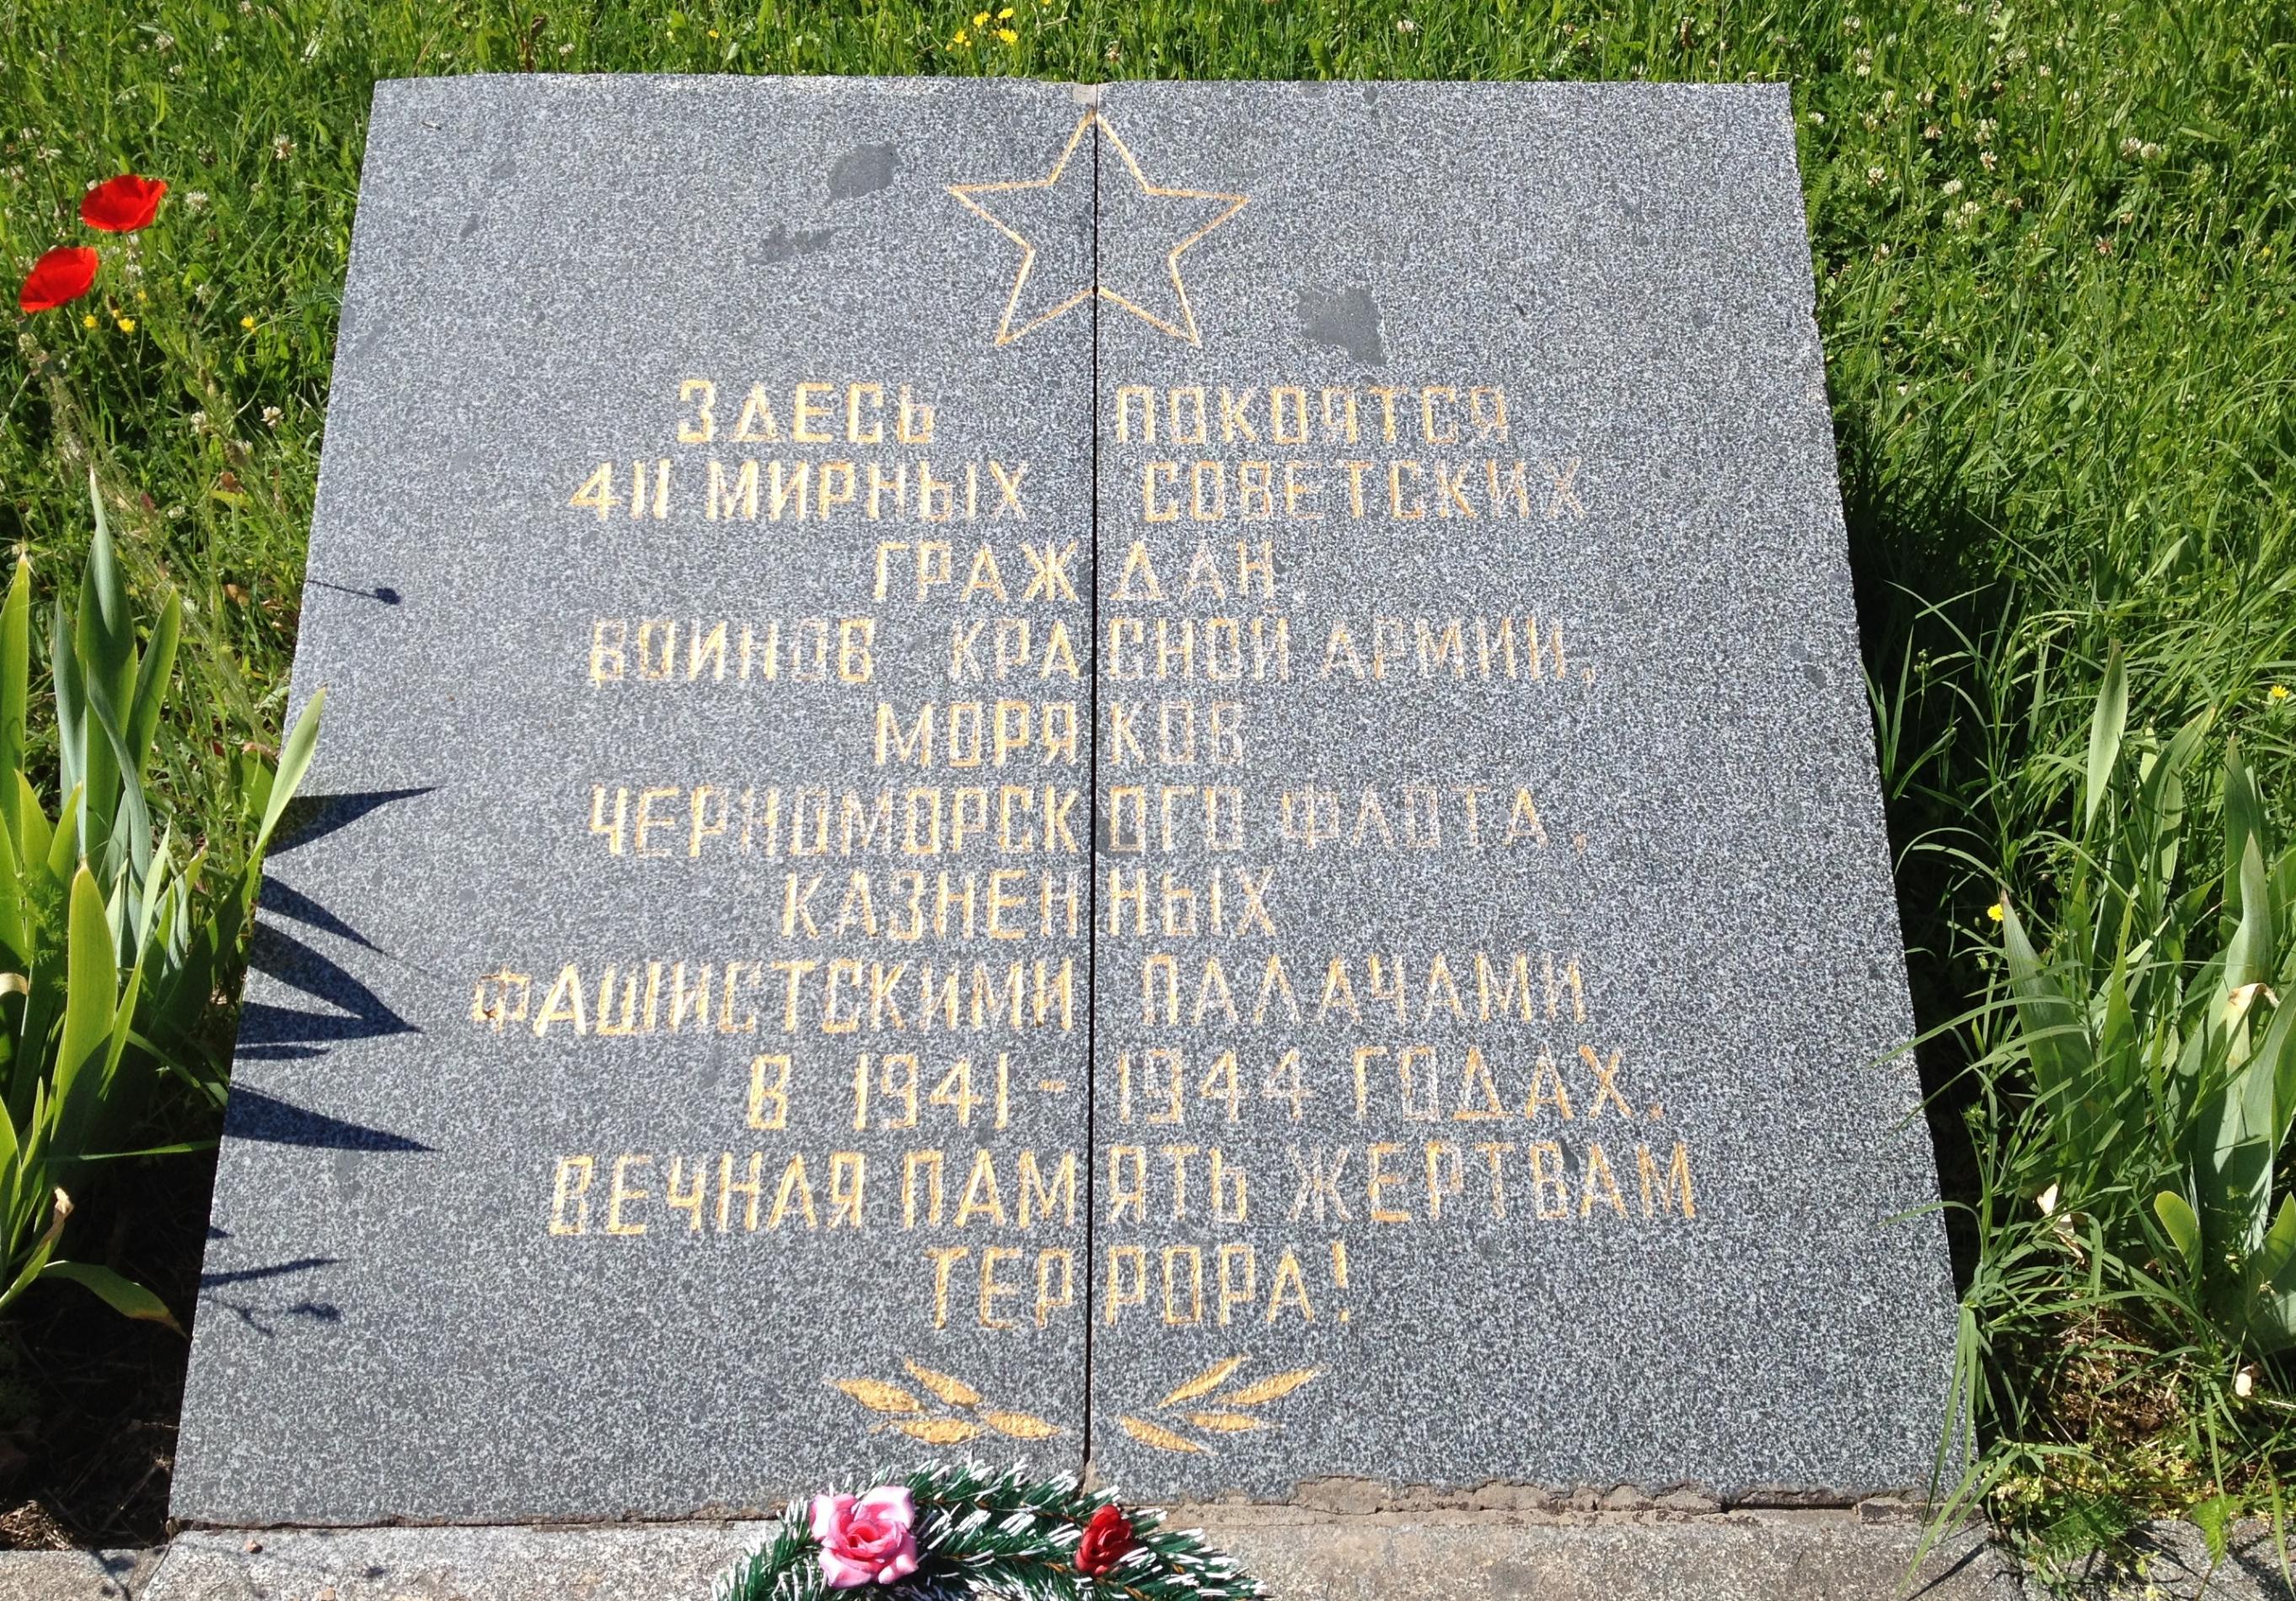 ЗДЕСЬ ПОКОЯТСЯ
411 МИРНЫХ СОВЕТСКИХ
ГРАЖДАН,
ВОИНОВ КРАСНОЙ АРМИИ,
МОРЯКОВ
ЧЕРНОМОРСКОГО ФЛОТА,
КАЗНЕННЫХ
ФАШИСТСКИМИ ПАЛАЧАМИ
В 1941-1944 ГОДАХ.
ВЕЧНАЯ ПАМЯТЬ ЖЕРТВАМ
ТЕРРОРА!